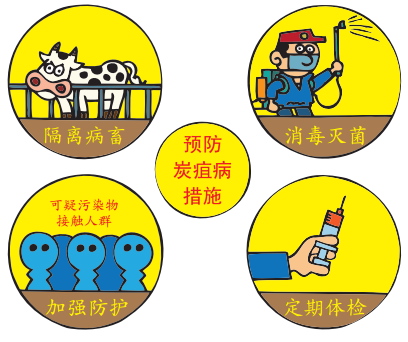 隔离病畜
消毒灭菌
预防
炭疽病
措施
可疑污染物
接触人群
加强防护
定期体检